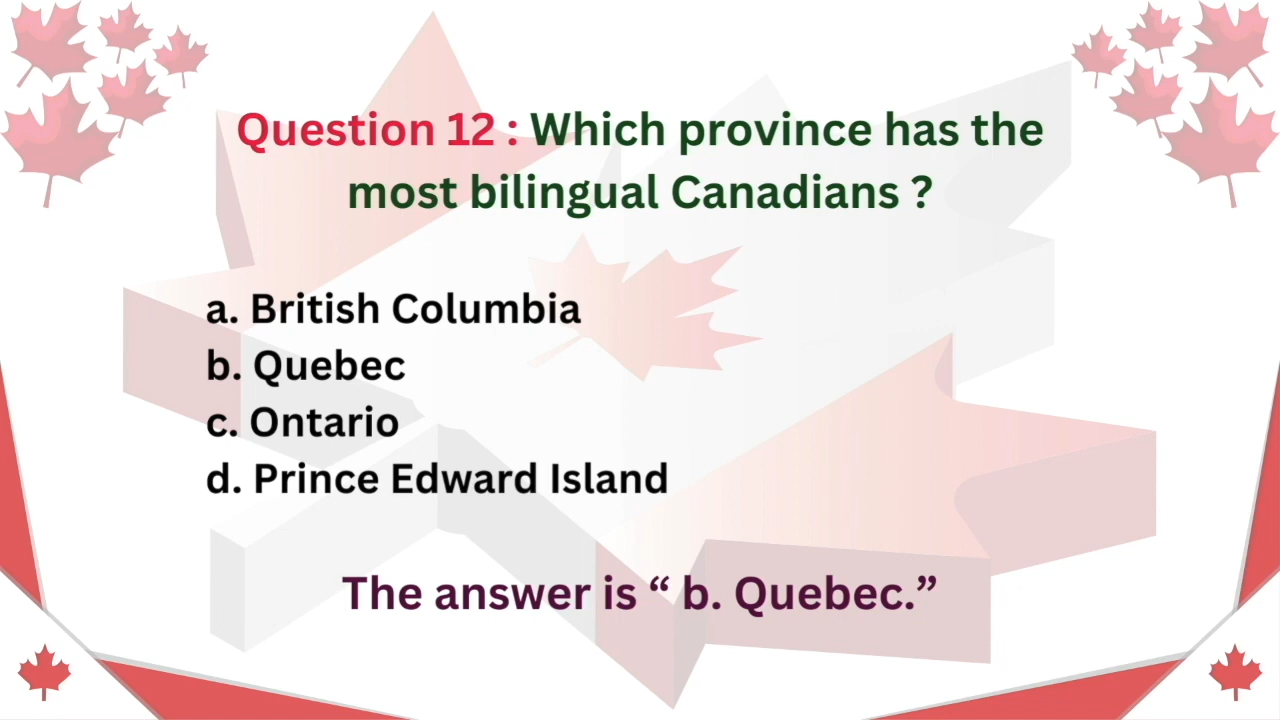 Question 12 : Which province has the
most bilingual Canadians ?
a. British Columbia
b. Quebec
c. Ontario
d. Prince Edward Island
The answer is “ b. Quebec.”